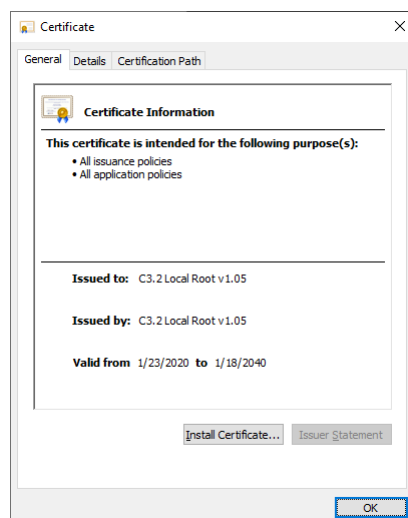 Certificate
General Details Certification Path
Certificate Information
This certificate is intended for the following purpose(s):
• All issuance policies
• All application policies
Issued to: C3.2 Local Root v1.05
Issued by: C3.2 Local Root v1.05
Valid from 1/23/2020 to 1/18/2040
Install Certificate... Issuer Statement
OK